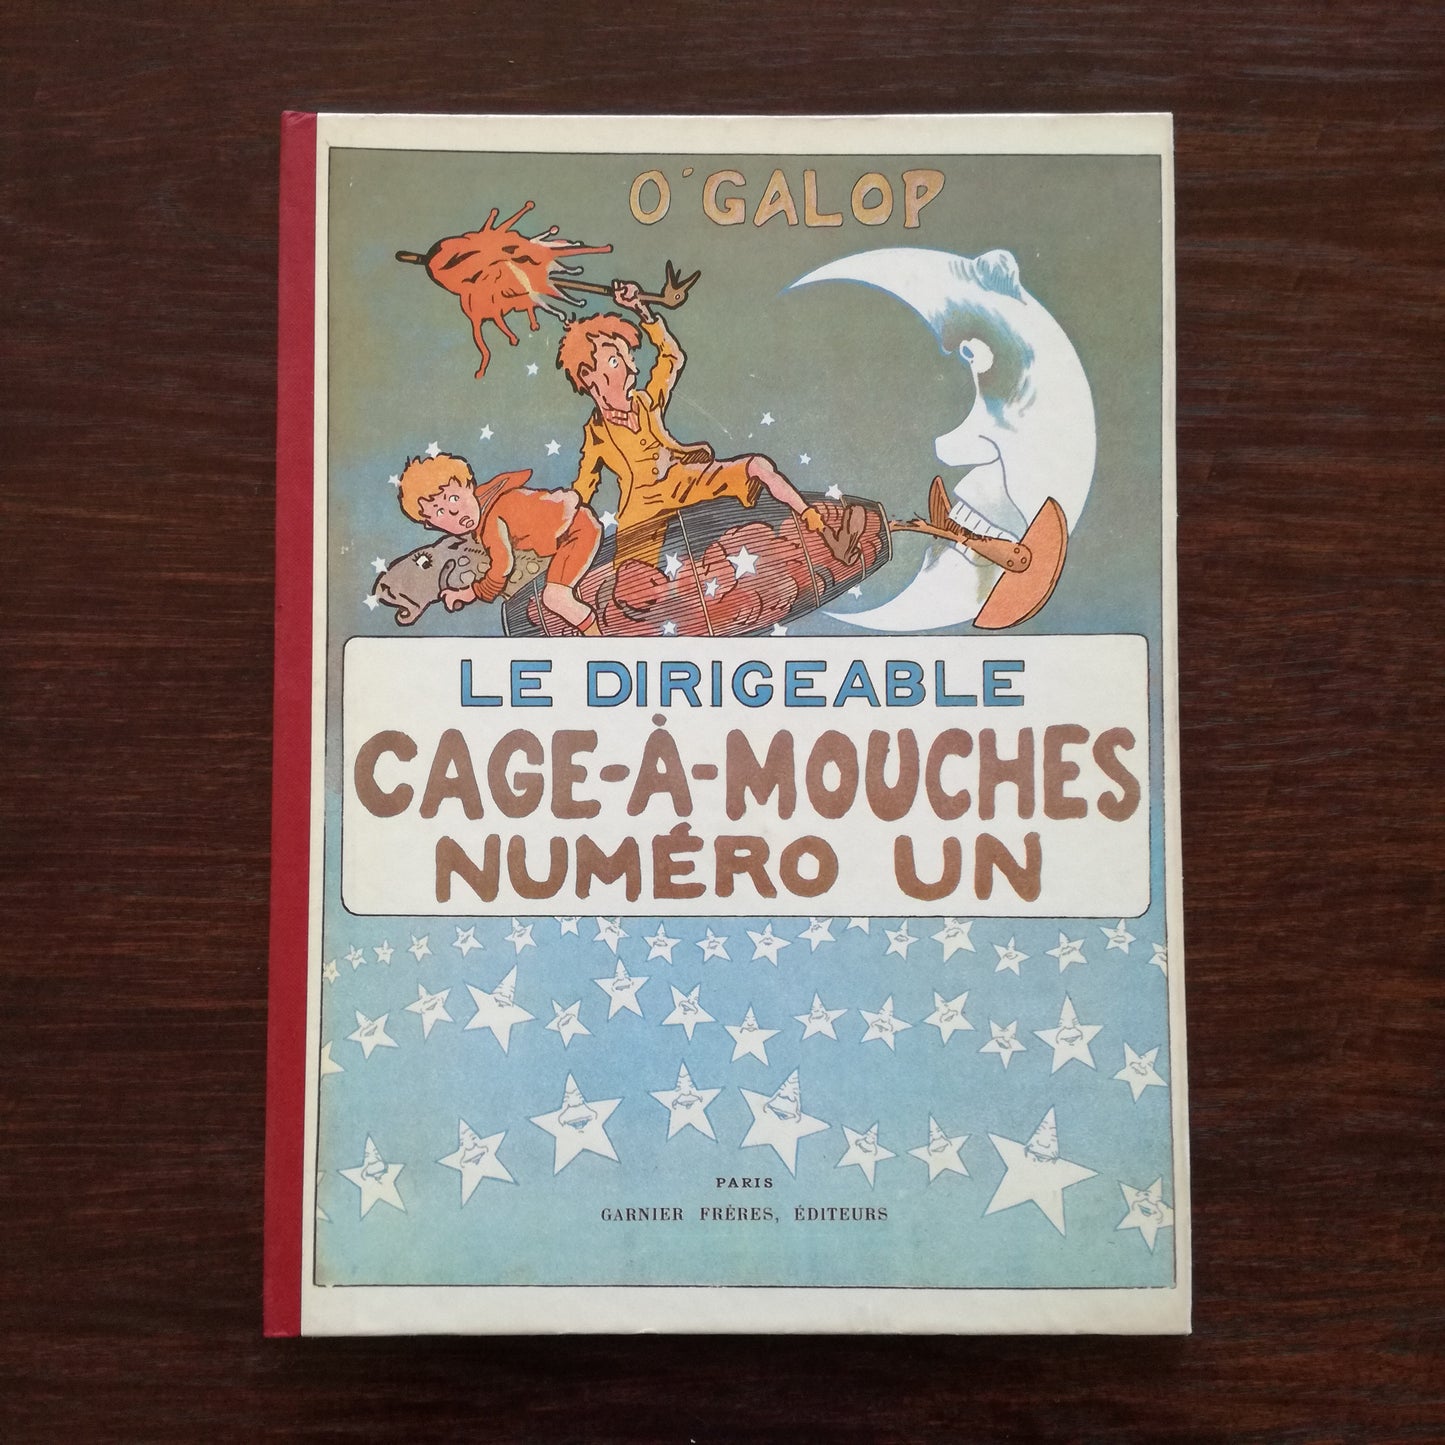 O'GALOP
LE DIRIGEABLE
CAGE-À-MOUCHES
NUMÉRO UN
PARIS
GARNIER FRÈRES, ÉDITEURS